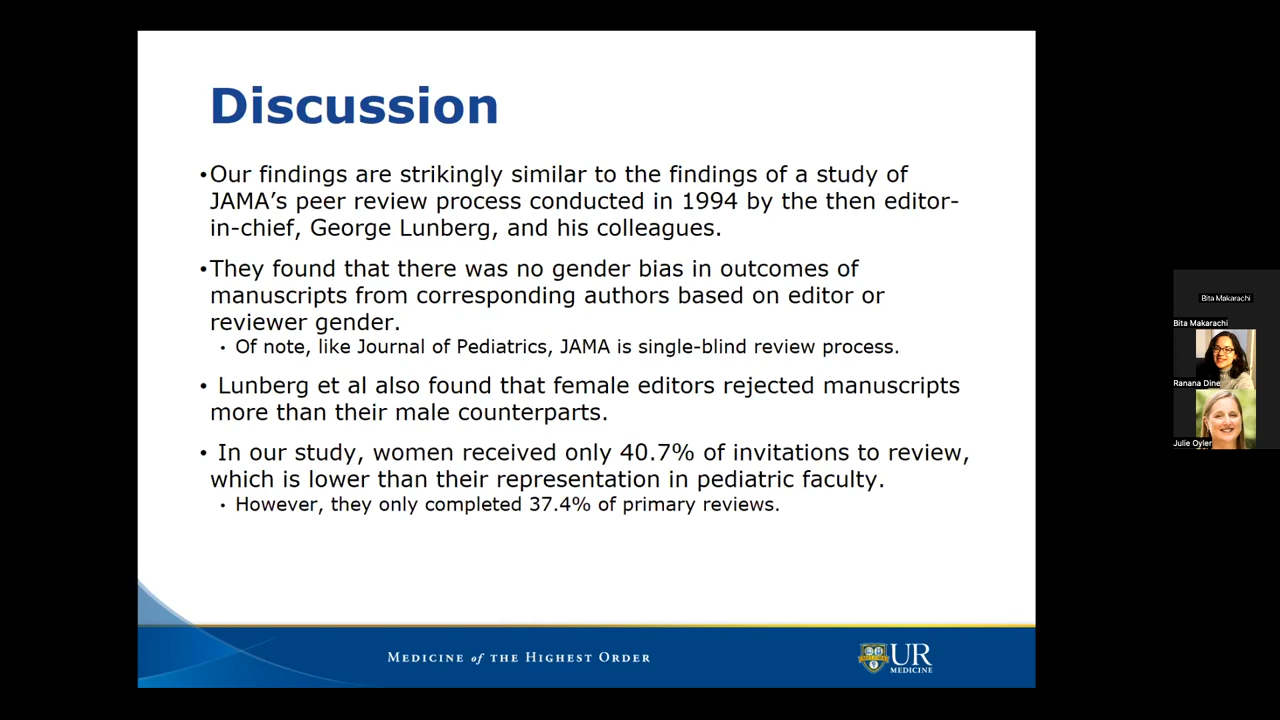 Discussion
•Our findings are strikingly similar to the findings of a study of
JAMA’s peer review process conducted in 1994 by the then editor-
in-chief, George Lunberg, and his colleagues.
•They found that there was no gender bias in outcomes of
manuscripts from corresponding authors based on editor or
reviewer gender.
• Of note, like Journal of Pediatrics, JAMA is single-blind review process.
• Lunberg et al also found that female editors rejected manuscripts
more than their male counterparts.
• In our study, women received only 40.7% of invitations to review,
which is lower than their representation in pediatric faculty.
• However, they only completed 37.4% of primary reviews.
MEDICINE of THE HIGHEST ORDER
UR
MEDICINE
Bita Makarachi
Bita Makarachi
Ranana Dine
Julie Oyler